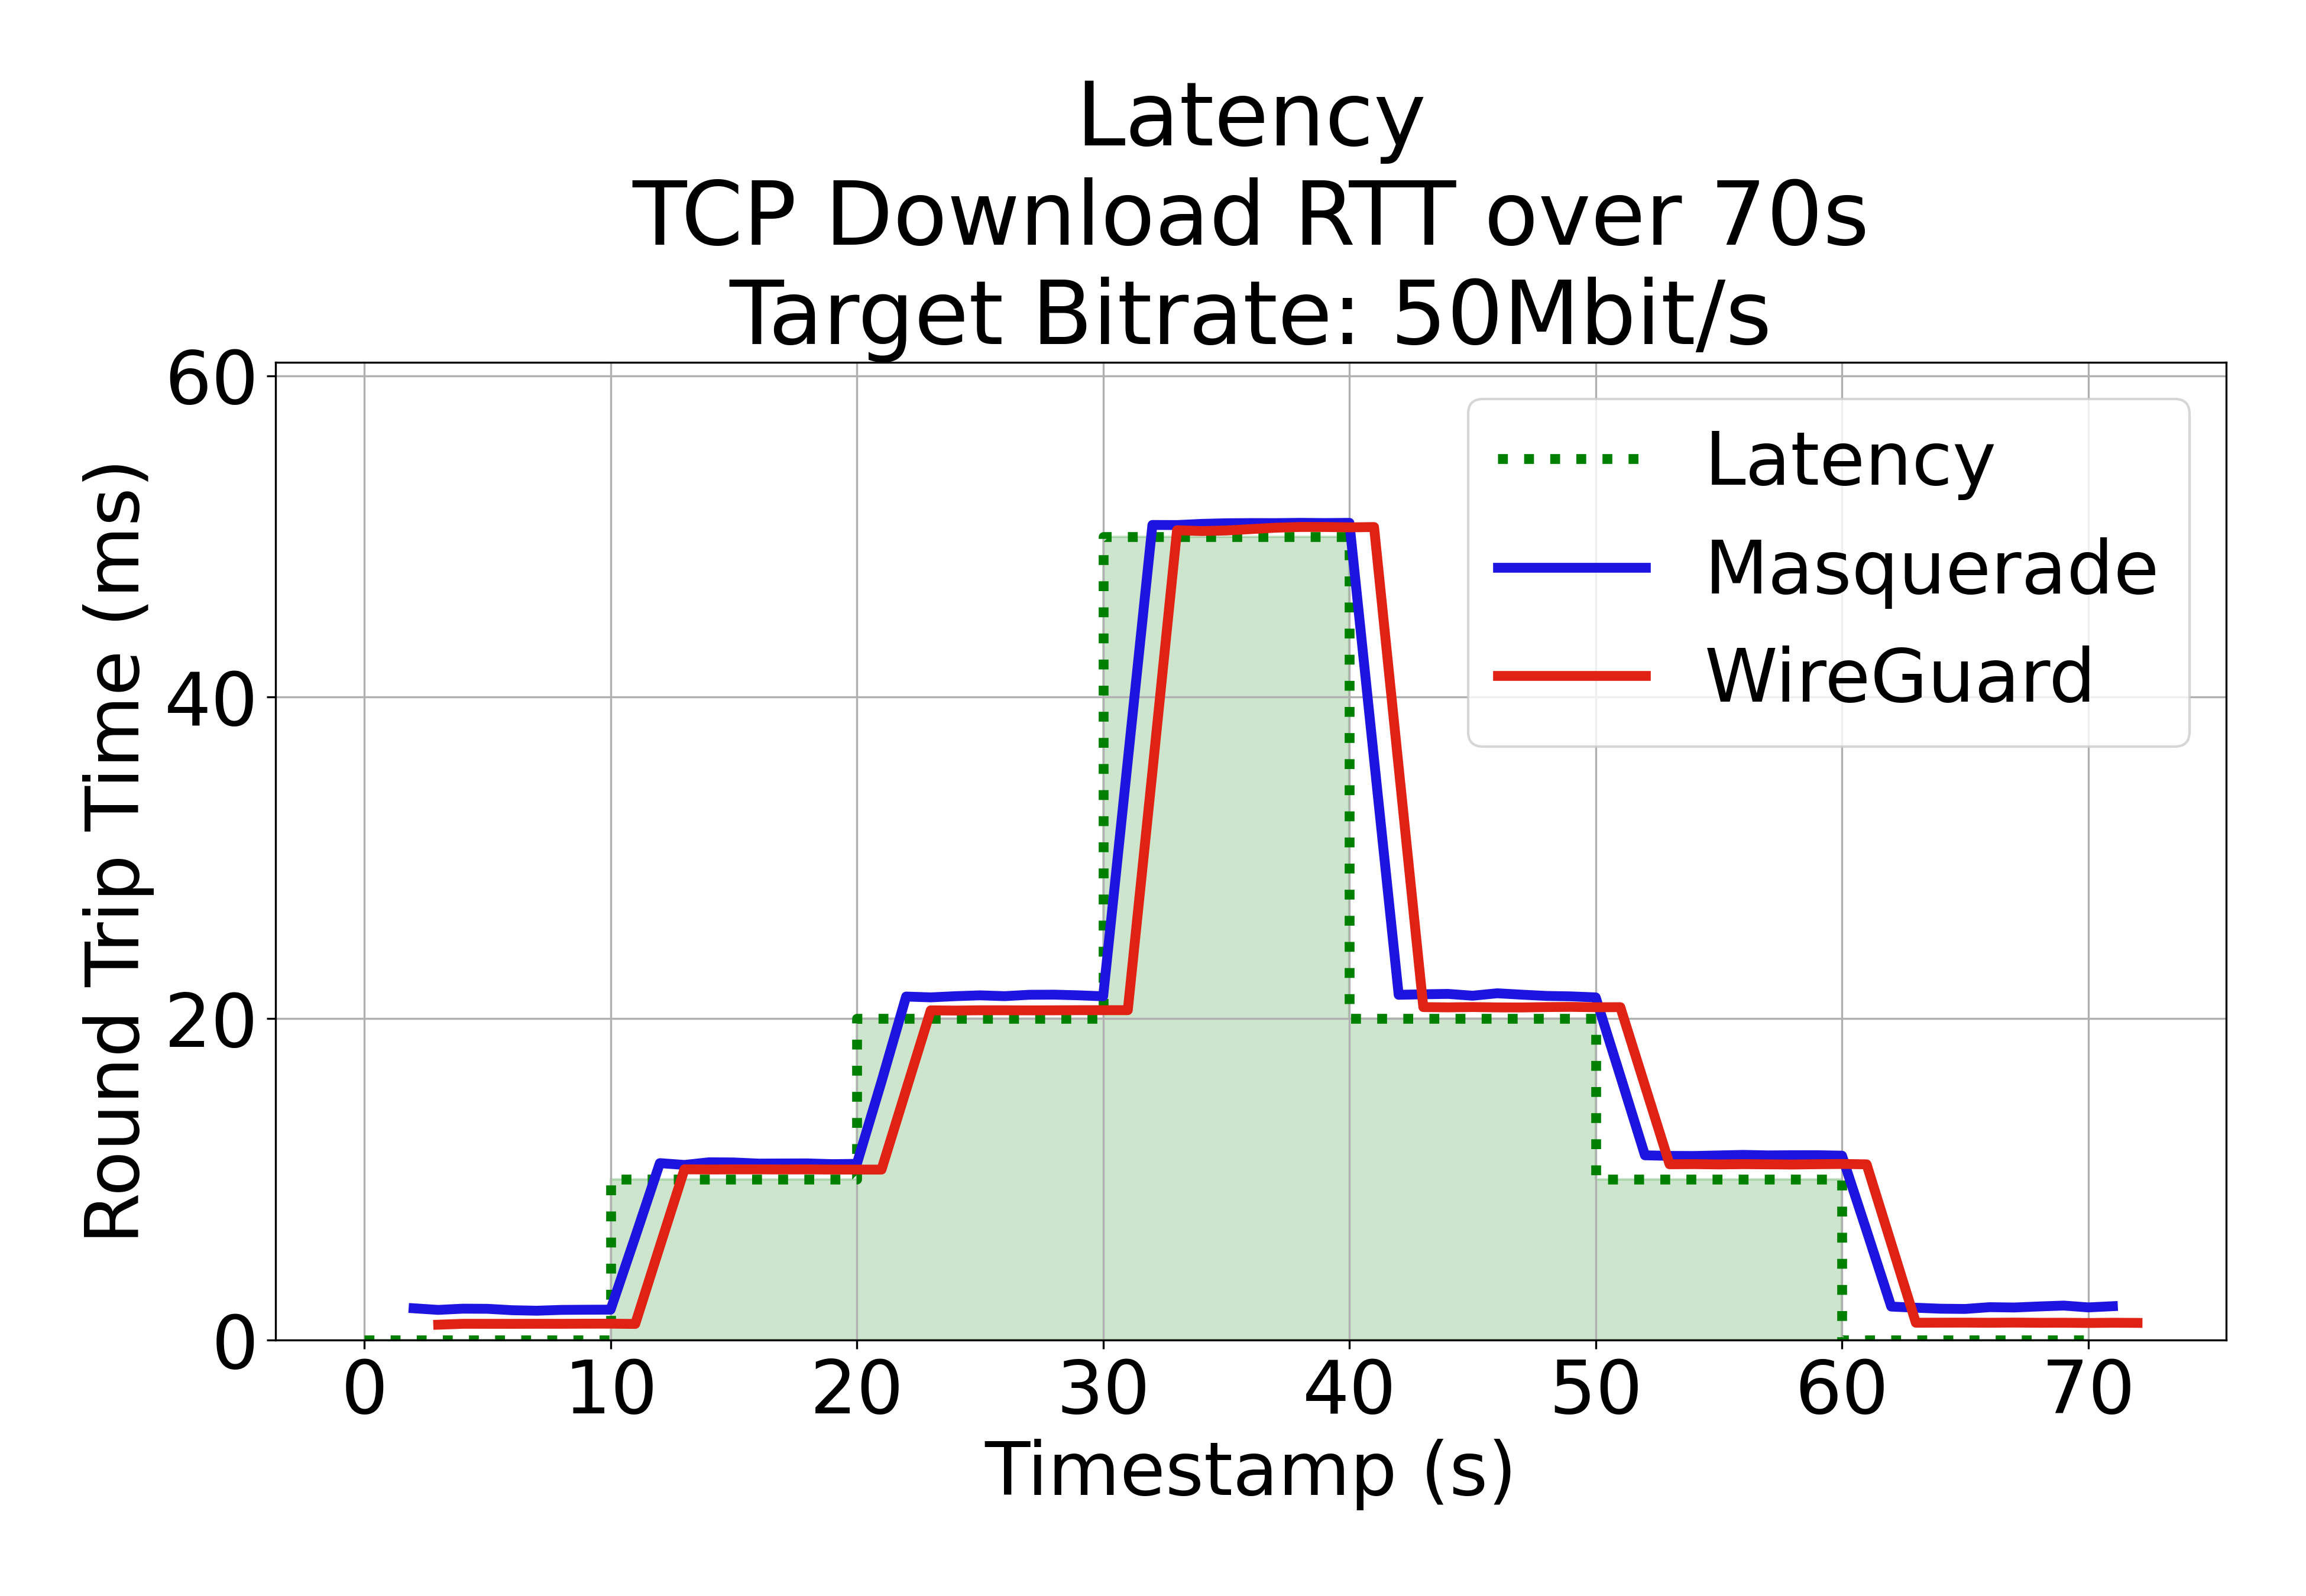 Latency
TCP Download RTT over 70s
Target Bitrate: 50Mbit/s
Round Trip Time (ms)
60
40
20
0
Latency
Masquerade
WireGuard
0 10 20 30 40 50 60 70
Timestamp (s)